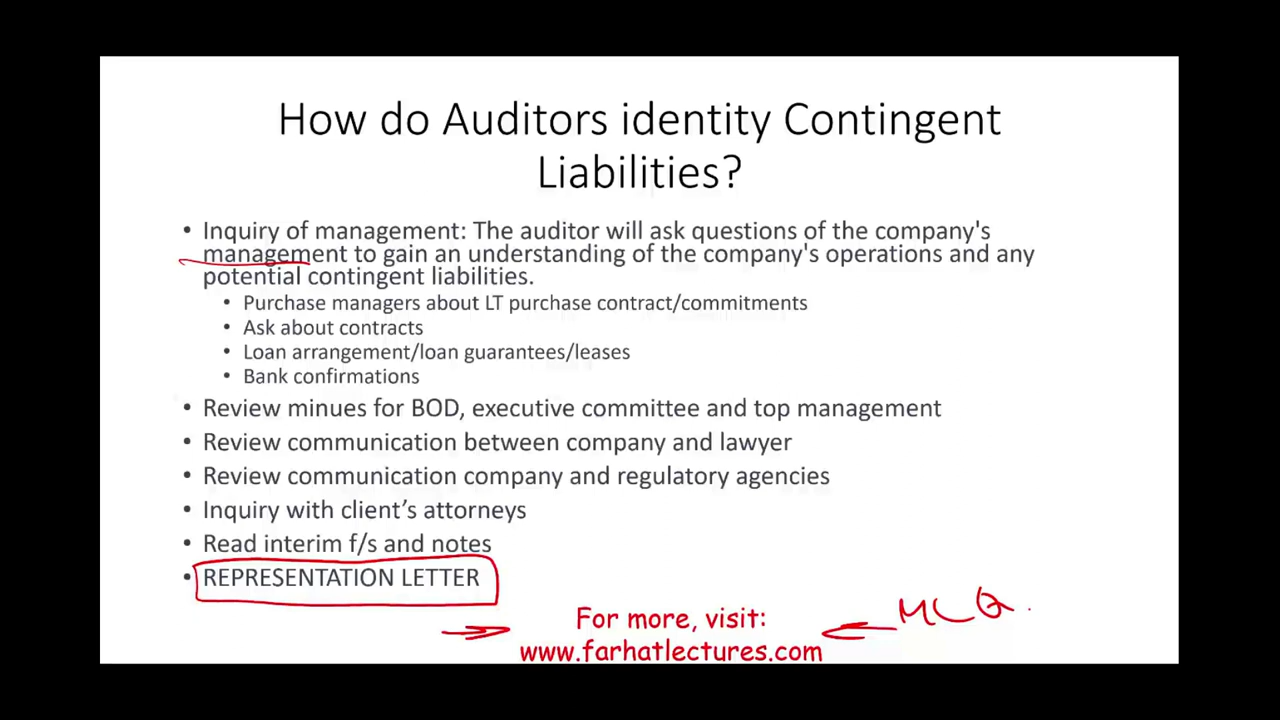 How do Auditors identity Contingent
Liabilities?
• Inquiry of management: The auditor will ask questions of the company's
management to gain an understanding of the company's operations and any
potential contingent liabilities.
• Purchase managers about LT purchase contract/commitments
• Ask about contracts
• Loan arrangement/loan guarantees/leases
• Bank confirmations
• Review minues for BOD, executive committee and top management
• Review communication between company and lawyer
• Review communication company and regulatory agencies
• Inquiry with client's attorneys
• Read interim f/s and notes
• REPRESENTATION LETTER
For more, visit:
www.farhatlectures.com
MCQ.